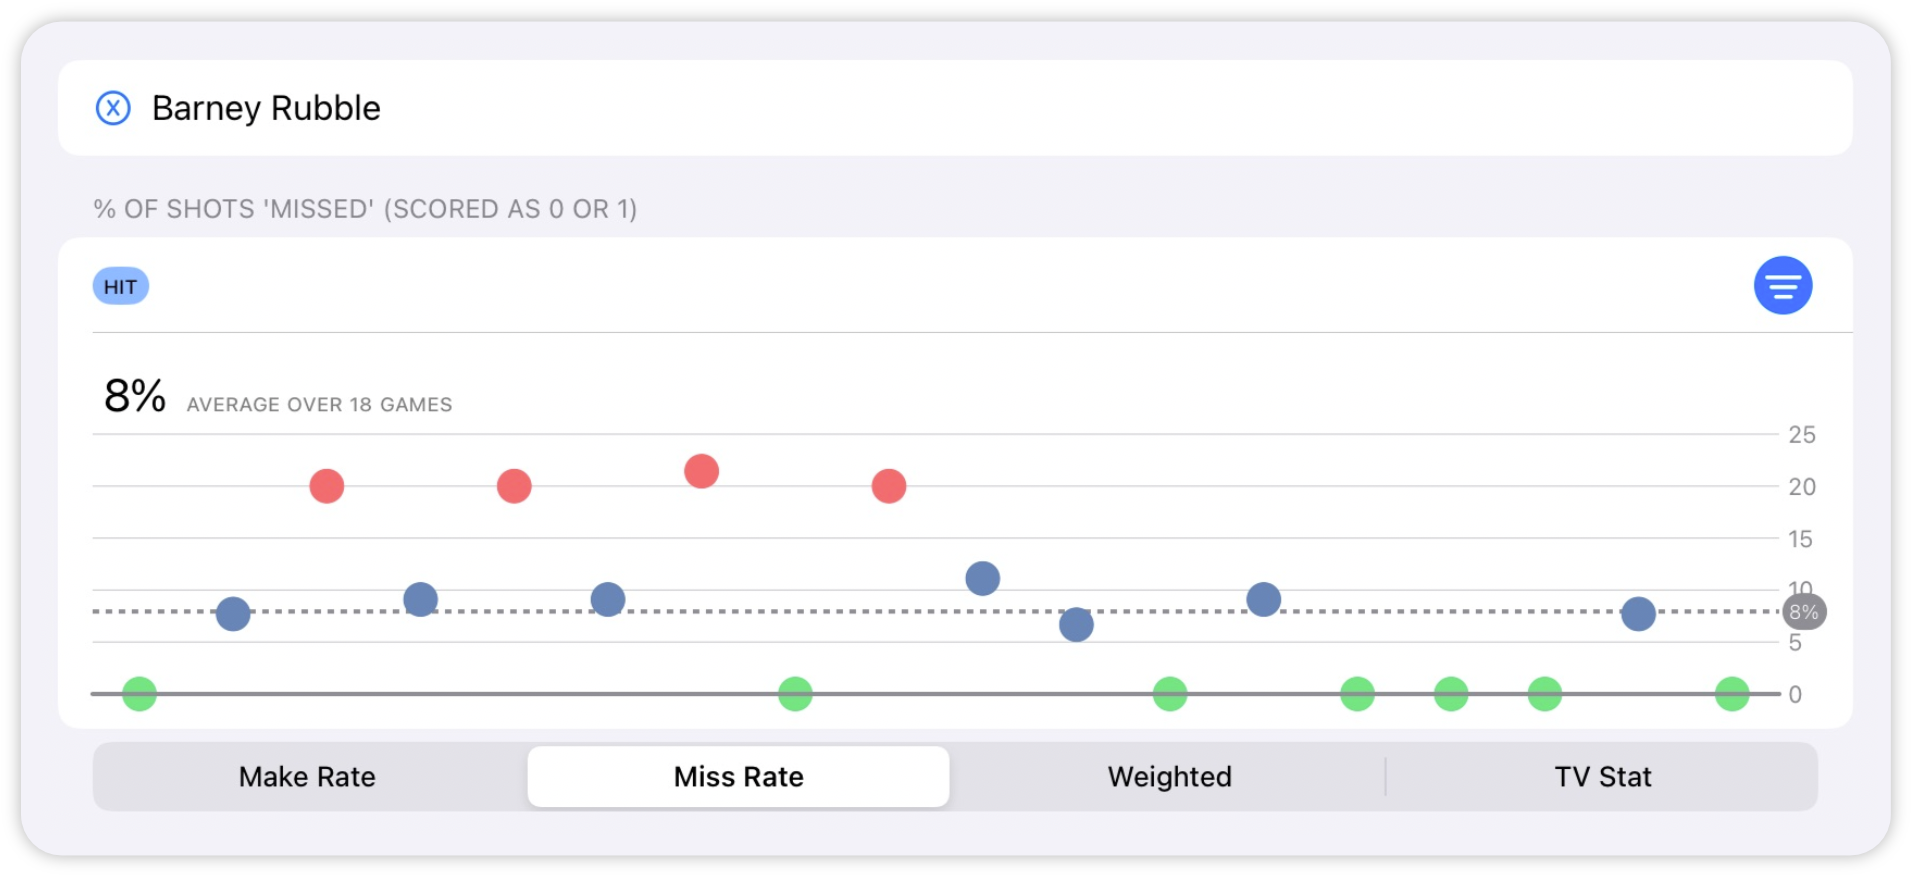 Barney Rubble
% OF SHOTS 'MISSED' (SCORED AS 0 OR 1)
HIT
8% AVERAGE OVER 18 GAMES
25
20
15
10
8%
5
0
Make Rate Miss Rate Weighted TV Stat